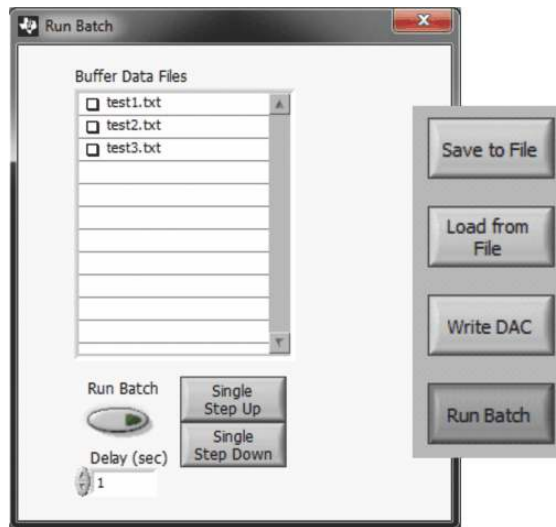 Run Batch
Buffer Data Files
test1.txt
test2.txt
test3.txt
Run Batch
Delay (sec)
1
Single
Step Up
Single
Step Down
Save to File
Load from
File
Write DAC
Run Batch